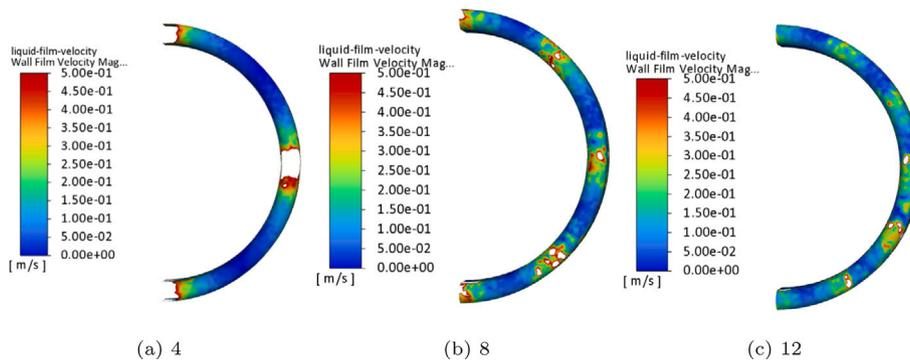 liquid-film-velocity
Wall Film Velocity Mag...
5.00e-01
4.50e-01
4.00e-01
3.50e-01
3.00e-01
2.50e-01
2.00e-01
1.50e-01
1.00e-01
5.00e-02
0.00e+00
[ m/s ]
(a) 4
liquid-film-velocity
Wall Film Velocity Mag...
5.00e-01
4.50e-01
4.00e-01
3.50e-01
3.00e-01
2.50e-01
2.00e-01
1.50e-01
1.00e-01
5.00e-02
0.00e+00
[ m/s ]
(b) 8
liquid-film-velocity
Wall Film Velocity Mag...
5.00e-01
4.50e-01
4.00e-01
3.50e-01
3.00e-01
2.50e-01
2.00e-01
1.50e-01
1.00e-01
5.00e-02
0.00e+00
[ m/s ]
(c) 12